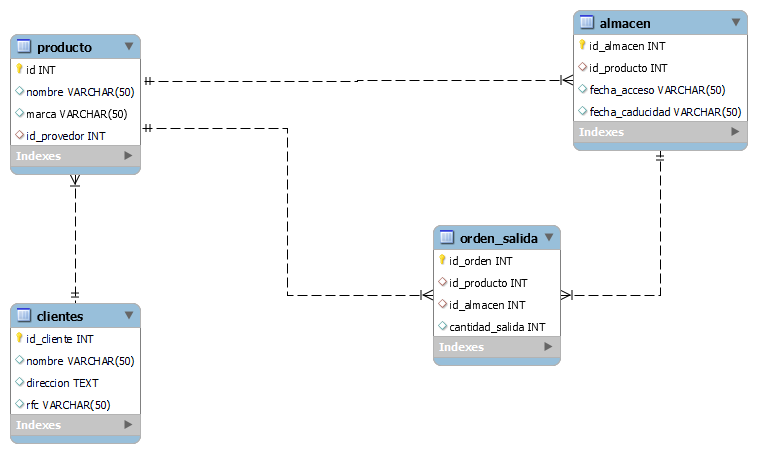 producto
id INT
nombre VARCHAR(50)
marca VARCHAR(50)
id_provedor INT
Indexes
almacen
id_almacen INT
id_producto INT
fecha_acceso VARCHAR(50)
fecha_caducidad VARCHAR(50)
Indexes
orden_salida
id_orden INT
id_producto INT
id_almacen INT
cantidad_salida INT
Indexes
clientes
id_cliente INT
nombre VARCHAR(50)
direccion TEXT
rfc VARCHAR(50)
Indexes